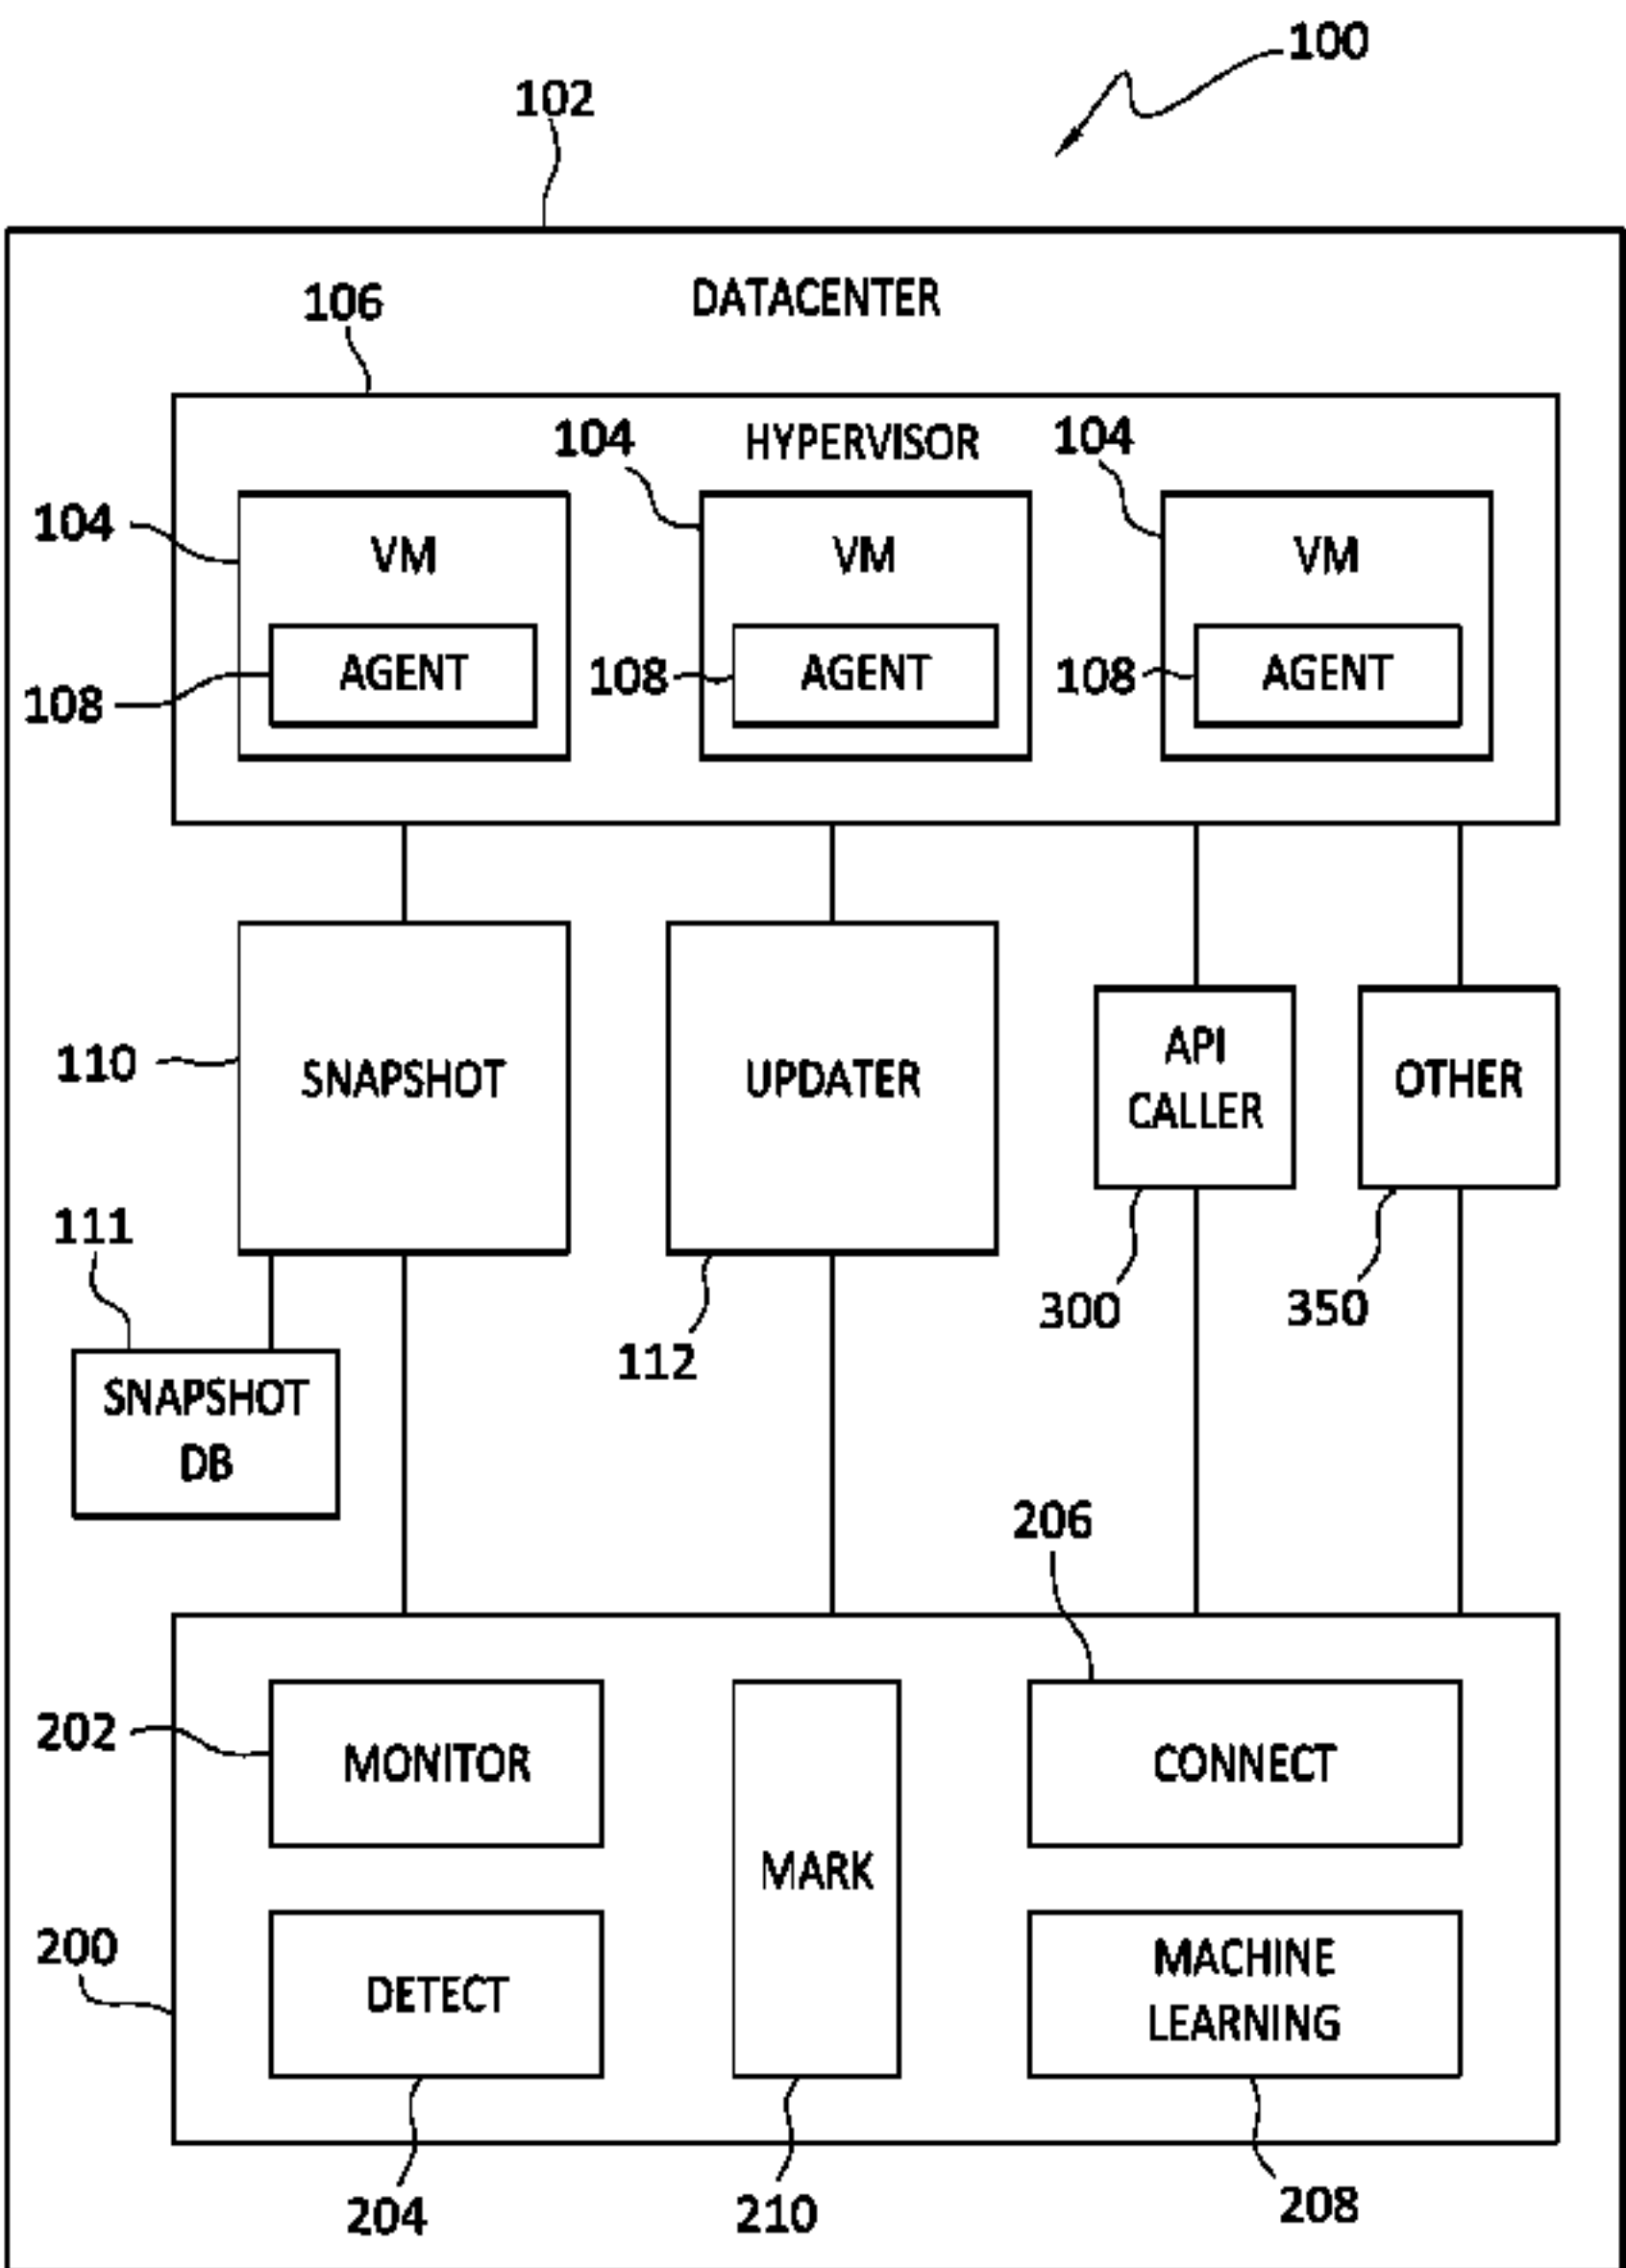 100
102
DATACENTER
106
HYPERVISOR
104
104
104
VM
VM
VM
AGENT
AGENT
AGENT
108
108
108
110
SNAPSHOT
UPDATER
API
CALLER
OTHER
111
300
350
112
SNAPSHOT
DB
206
202
MONITOR
MARK
CONNECT
200
DETECT
MACHINE
LEARNING
204
210
208